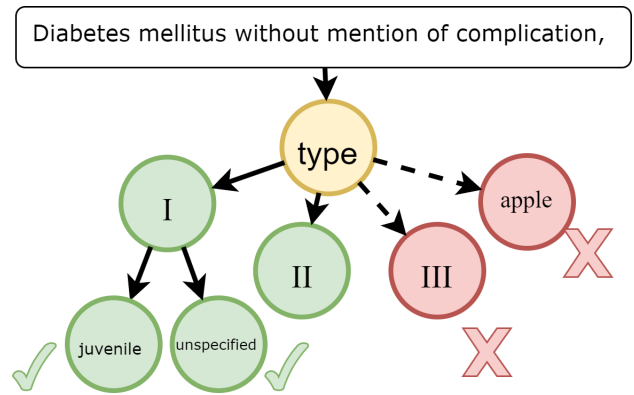 Diabetes mellitus without mention of complication,
type
I
apple
II
III
juvenile
unspecified
X
X